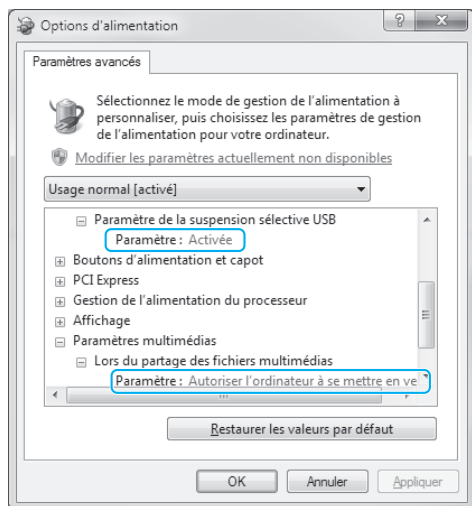 Options d'alimentation
Paramètres avancés
Sélectionnez le mode de gestion de l'alimentation à
personnaliser, puis choisissez les paramètres de gestion
de l'alimentation pour votre ordinateur.
Modifier les paramètres actuellement non disponibles
Usage normal [activé]
Paramètre de la suspension sélective USB
Paramètre : Activée
Boutons d'alimentation et capot
PCI Express
Gestion de l'alimentation du processeur
Affichage
Paramètres multimédias
Lors du partage des fichiers multimédias
Paramètre : Autoriser l'ordinateur à se mettre en ve
Restaurer les valeurs par défaut
OK Annuler Appliquer